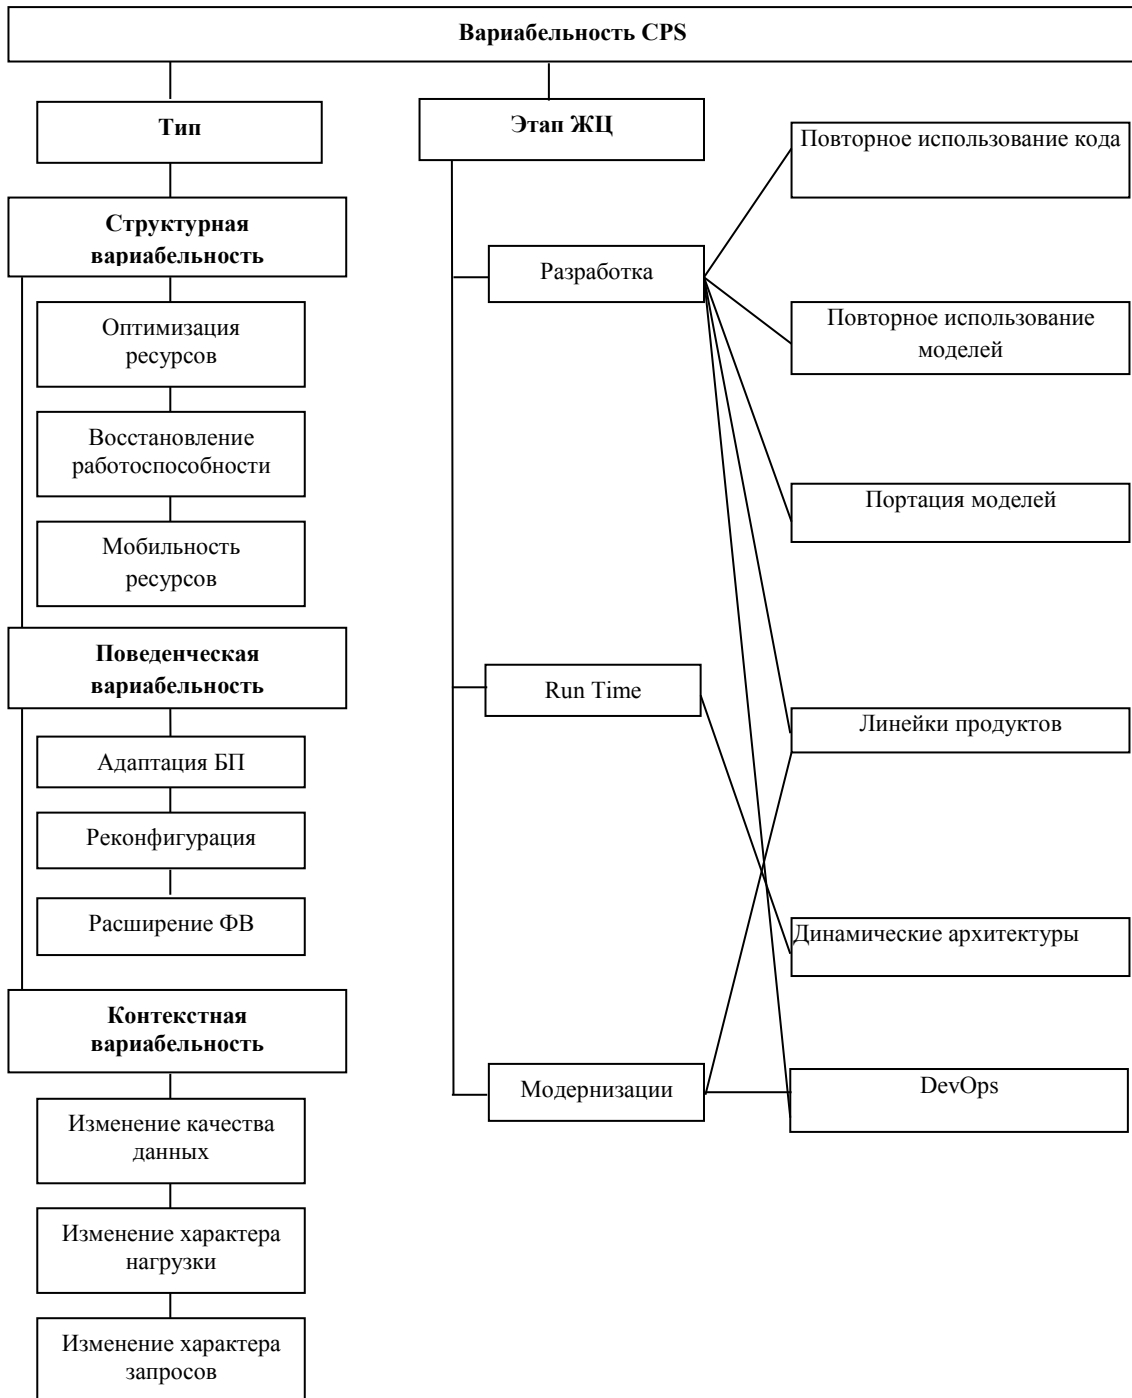 Вариабельность CPS
Тип
Структурная
вариабельность
Оптимизация
ресурсов
Восстановление
работоспособности
Мобильность
ресурсов
Поведенческая
вариабельность
Адаптация БП
Реконфигурация
Расширение ФВ
Контекстная
вариабельность
Изменение качества
данных
Изменение характера
нагрузки
Изменение характера
запросов
Этап ЖЦ
Разработка
Run Time
Модернизации
Повторное использование кода
Повторное использование
моделей
Портация моделей
Линейки продуктов
Динамические архитектуры
DevOps